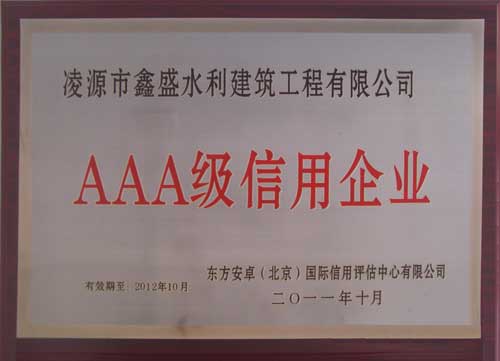 凌源市鑫盛水利建筑工程有限公司
AAA级信用企业
东方安卓（北京）国际信用评估中心有限公司
有效期至：2012年10月
二〇一一年十月